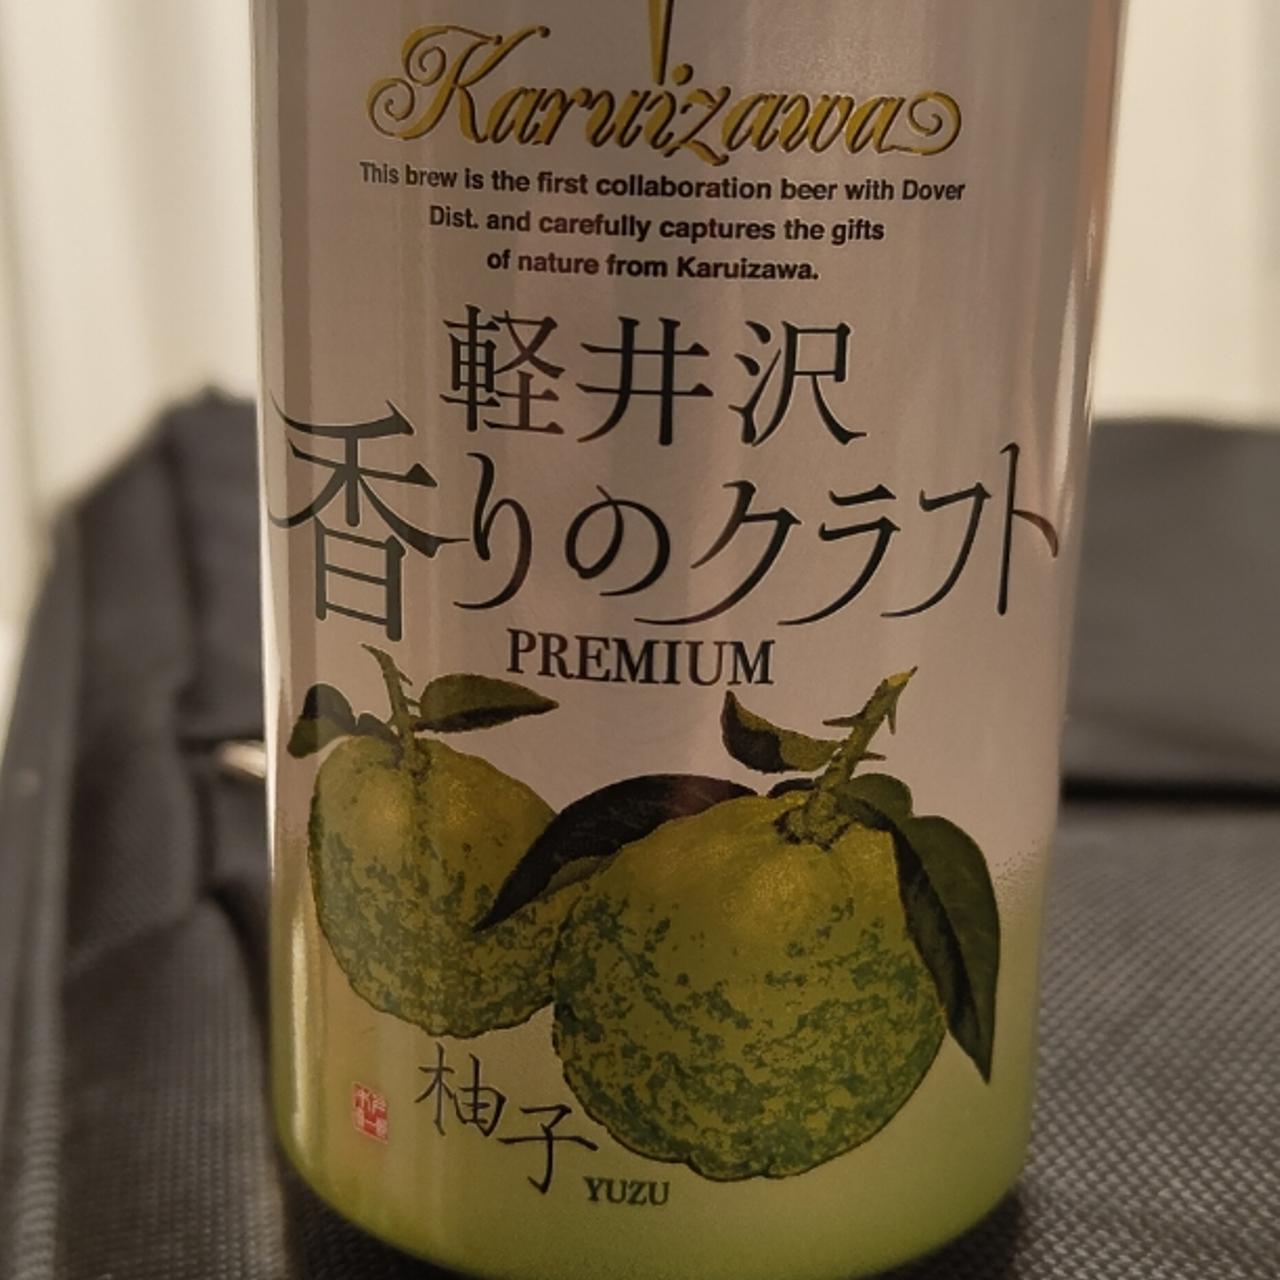 Karuizawa
This brew is the first collaboration beer with Dover
Dist. and carefully captures the gifts
of nature from Karuizawa.
軽井沢
香りのクラフト
PREMIUM
柚子
YUZU